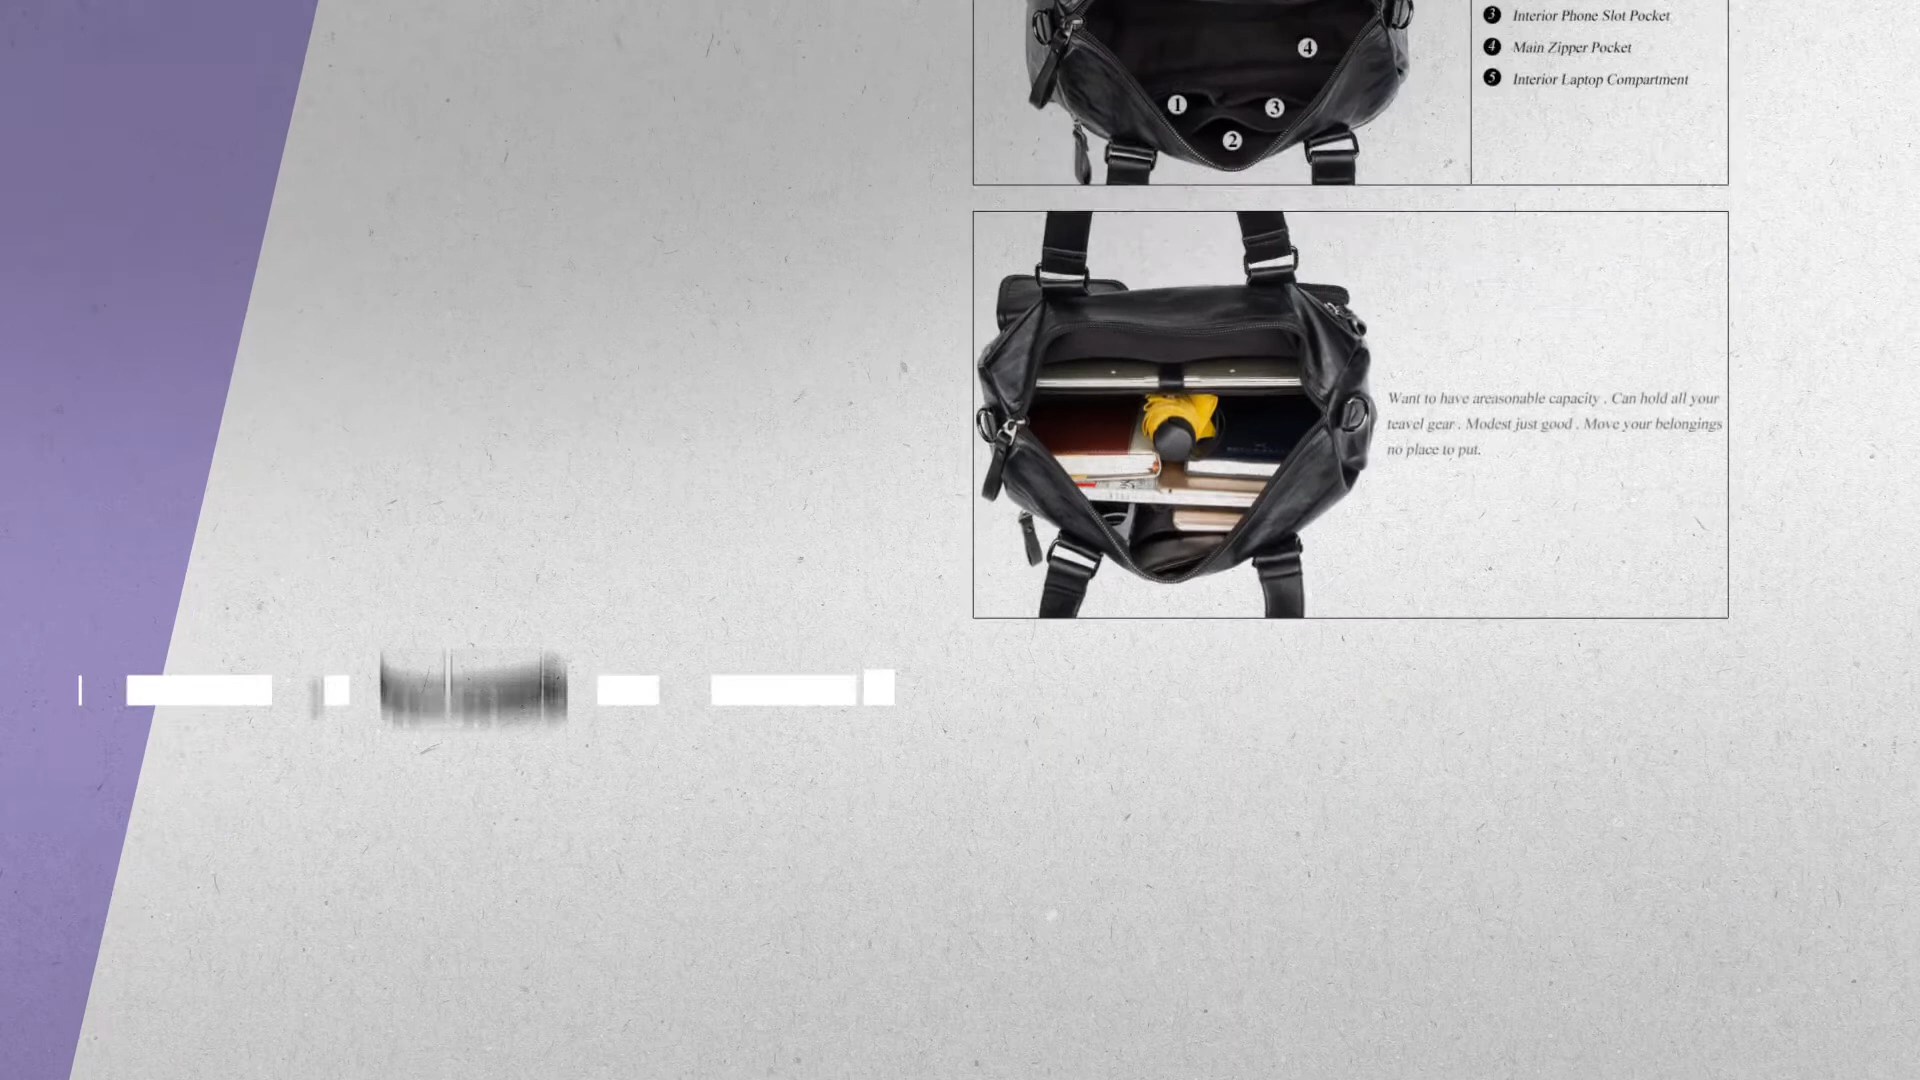 3 Interior Phone Slot Pocket
4 Main Zipper Pocket
5 Interior Laptop Compartment
4
1
3
2
Want to have areasonable capacity . Can hold all your
teavel gear . Modest just good . Move your belongings
no place to put.